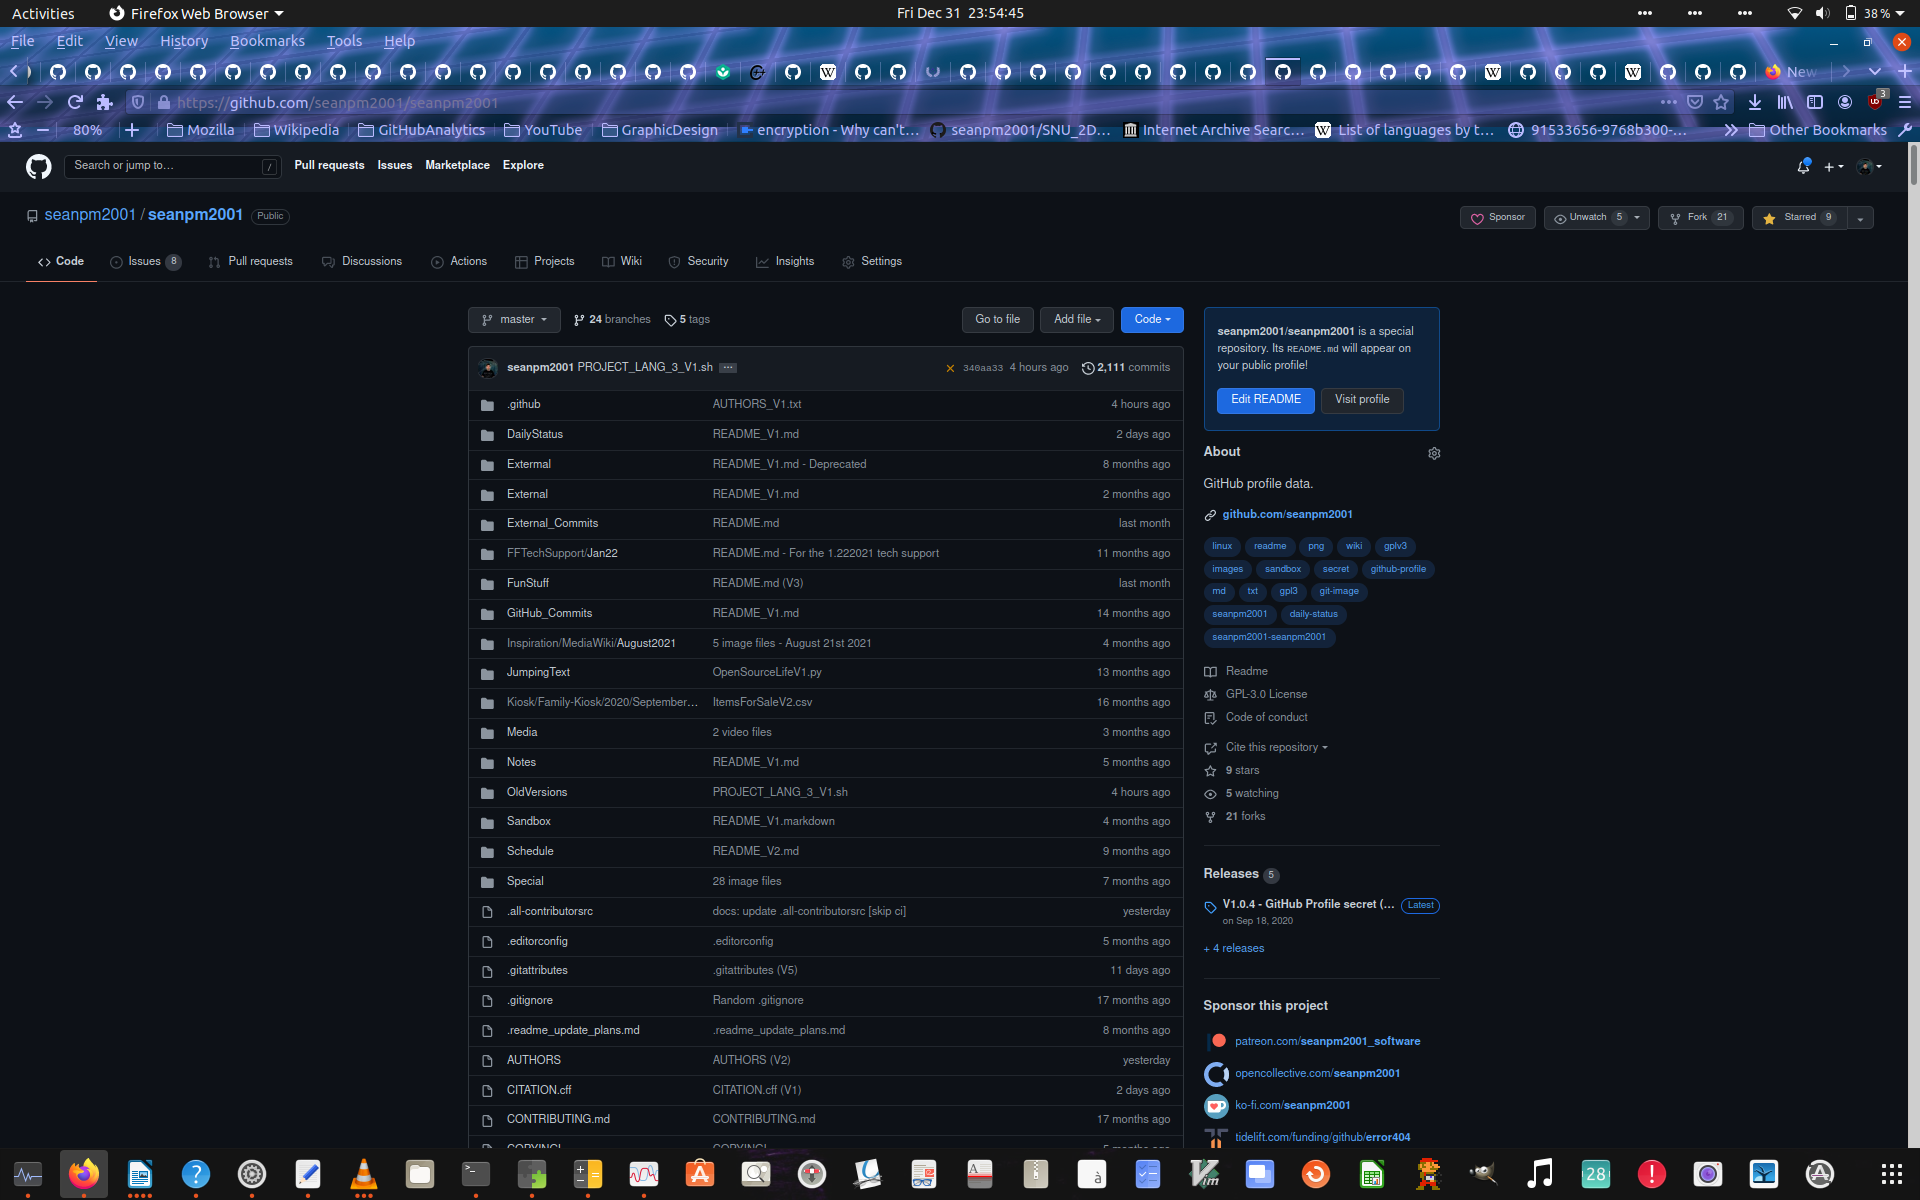 Activities
Firefox Web Browser
Fri Dec 31 23:54:45
38 %
File Edit View History Bookmarks Tools Help
New
https://github.com/seanpm2001/seanpm2001
3
80%
Mozilla
Wikipedia
GitHubAnalytics
YouTube
GraphicDesign
encryption - Why can't...
seanpm2001/SNU_2D...
Internet Archive Searc...
List of languages by t...
91533656-9768b300-...
Other Bookmarks
Search or jump to...
/
Pull requests Issues Marketplace Explore
seanpm2001 / seanpm2001 Public
Sponsor
Unwatch 5
Fork 21
Starred 9
Code
Issues 8
Pull requests
Discussions
Actions
Projects
Wiki
Security
Insights
Settings
master
24 branches
5 tags
Go to file
Add file
Code
seanpm2001 PROJECT_LANG_3_V1.sh ...
340aa33 4 hours ago
2,111 commits
.github AUTHORS_V1.txt 4 hours ago
DailyStatus README_V1.md 2 days ago
Extermal README_V1.md - Deprecated 8 months ago
External README_V1.md 2 months ago
External_Commits README.md last month
FFTechSupport/Jan22 README.md - For the 1.222021 tech support 11 months ago
FunStuff README.md (V3) last month
GitHub_Commits README_V1.md 14 months ago
Inspiration/MediaWiki/August2021 5 image files - August 21st 2021 4 months ago
JumpingText OpenSourceLifeV1.py 13 months ago
Kiosk/Family-Kiosk/2020/September... ItemsForSaleV2.csv 16 months ago
Media 2 video files 3 months ago
Notes README_V1.md 5 months ago
OldVersions PROJECT_LANG_3_V1.sh 4 hours ago
Sandbox README_V1.markdown 4 months ago
Schedule README_V2.md 9 months ago
Special 28 image files 7 months ago
.all-contributorsrc docs: update .all-contributorsrc [skip ci] yesterday
.editorconfig .editorconfig 5 months ago
.gitattributes .gitattributes (V5) 11 days ago
.gitignore Random .gitignore 17 months ago
.readme_update_plans.md .readme_update_plans.md 8 months ago
AUTHORS AUTHORS (V2) yesterday
CITATION.cff CITATION.cff (V1) 2 days ago
CONTRIBUTING.md CONTRIBUTING.md 17 months ago
seanpm2001/seanpm2001 is a special
repository. Its README.md will appear on
your public profile!
Edit README
Visit profile
About
GitHub profile data.
github.com/seanpm2001
linux readme png wiki gplv3
images sandbox secret github-profile
md txt gpl3 git-image
seanpm2001 daily-status
seanpm2001-seanpm2001
Readme
GPL-3.0 License
Code of conduct
Cite this repository
9 stars
5 watching
21 forks
Releases 5
V1.0.4 - GitHub Profile secret (... Latest
on Sep 18, 2020
+ 4 releases
Sponsor this project
patreon.com/seanpm2001_software
opencollective.com/seanpm2001
ko-fi.com/seanpm2001
tidelift.com/funding/github/error404
28